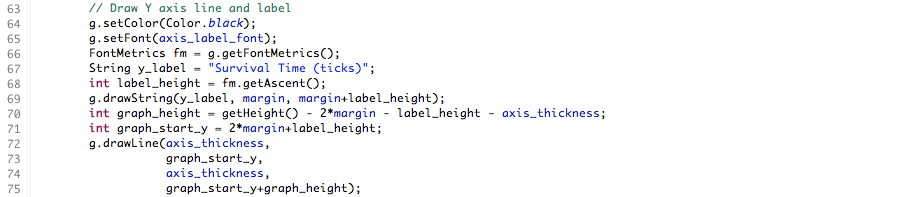 63 // Draw Y axis line and label
64 g.setColor(Color.black);
65 g.setFont(axis_label_font);
66 FontMetrics fm = g.getFontMetrics();
67 String y_label = "Survival Time (ticks)";
68 int label_height = fm.getAscent();
69 g.drawString(y_label, margin, margin+label_height);
70 int graph_height = getHeight() - 2*margin - label_height - axis_thickness;
71 int graph_start_y = 2*margin+label_height;
72 g.drawLine(axis_thickness,
73 graph_start_y,
74 axis_thickness,
75 graph_start_y+graph_height);